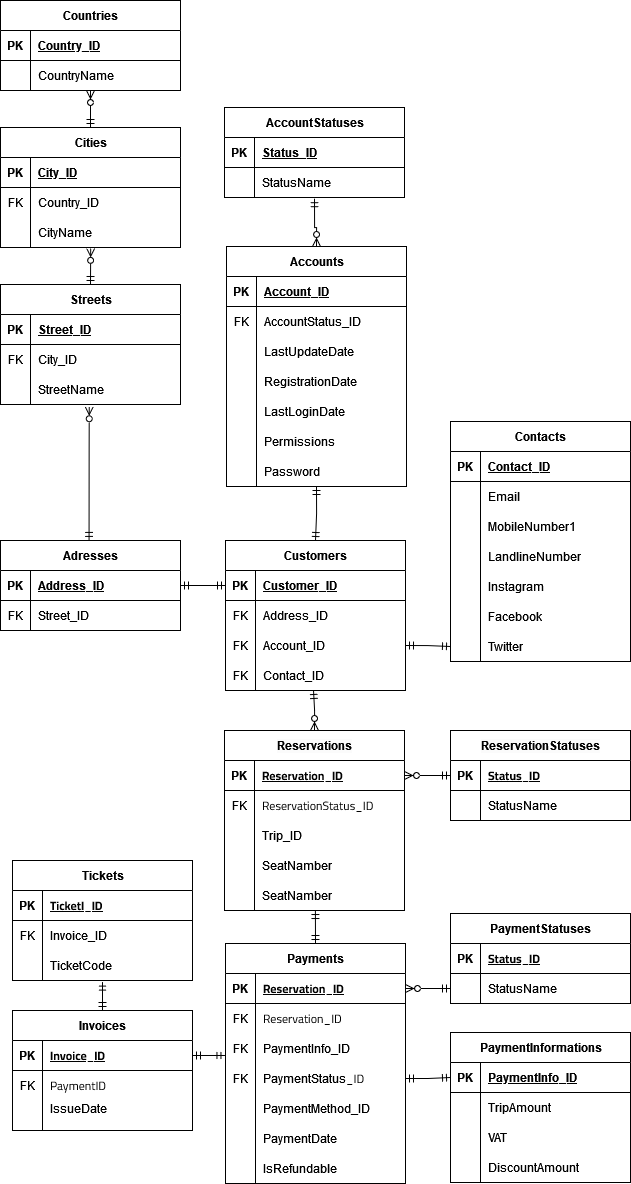 Countries
PK Country_ID
CountryName
Cities
PK City_ID
FK Country_ID
CityName
Streets
PK Street_ID
FK City_ID
StreetName
AccountStatuses
PK Status_ID
StatusName
Accounts
PK Account_ID
FK AccountStatus_ID
LastUpdateDate
RegistrationDate
LastLoginDate
Permissions
Password
Contacts
PK Contact_ID
Email
MobileNumber1
LandlineNumber
Instagram
Facebook
Twitter
Adresses
PK Address_ID
FK Street_ID
Customers
PK Customer_ID
FK Address_ID
FK Account_ID
FK Contact_ID
Reservations
PK Reservation_ID
FK ReservationStatus_ID
Trip_ID
SeatNamber
SeatNamber
ReservationStatuses
PK Status_ID
StatusName
Tickets
PK TicketI_ID
FK Invoice_ID
TicketCode
Invoices
PK Invoice_ID
FK PaymentID
IssueDate
Payments
PK Reservation_ID
FK Reservation_ID
FK PaymentInfo_ID
FK PaymentStatus_ID
PaymentMethod_ID
PaymentDate
IsRefundable
PaymentStatuses
PK Status_ID
StatusName
PaymentInformations
PK PaymentInfo_ID
TripAmount
VAT
DiscountAmount